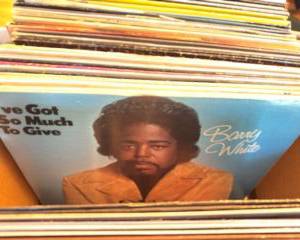 've Got
So Much
To Give
Barry
White